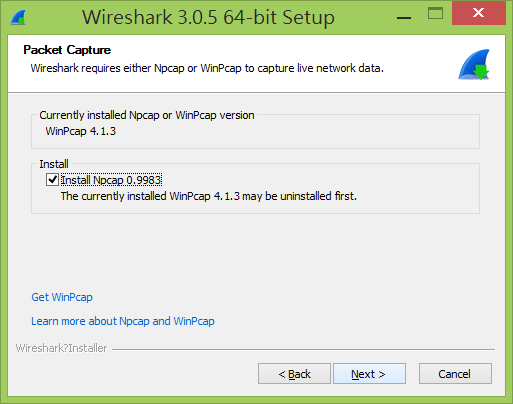 Wireshark 3.0.5 64-bit Setup
Packet Capture
Wireshark requires either Npcap or WinPcap to capture live network data.
Currently installed Npcap or WinPcap version
WinPcap 4.1.3
Install
Install Npcap 0.9983
The currently installed WinPcap 4.1.3 may be uninstalled first.
Get WinPcap
Learn more about Npcap and WinPcap
Wireshark?Installer
< Back Next > Cancel